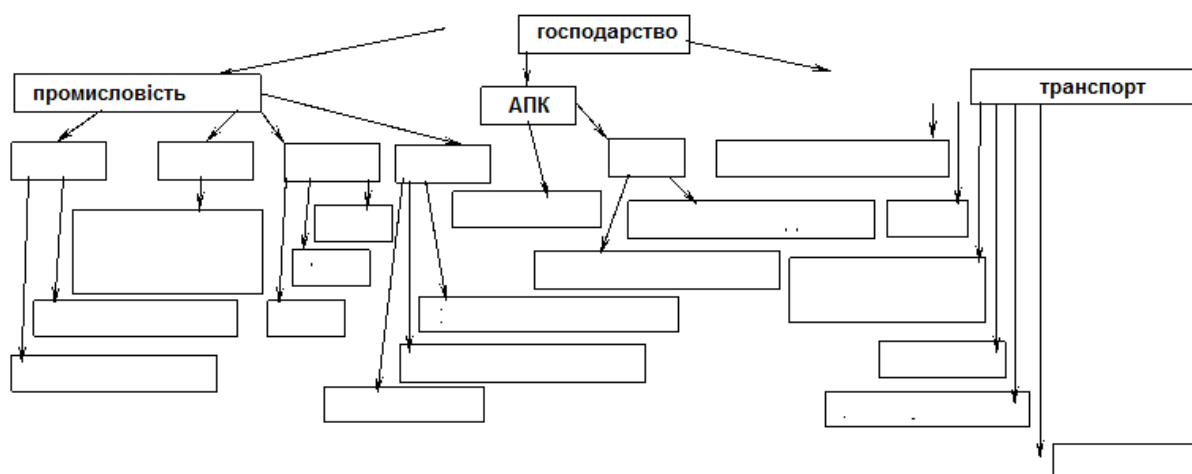 господарство
промисловість
АПК
транспорт